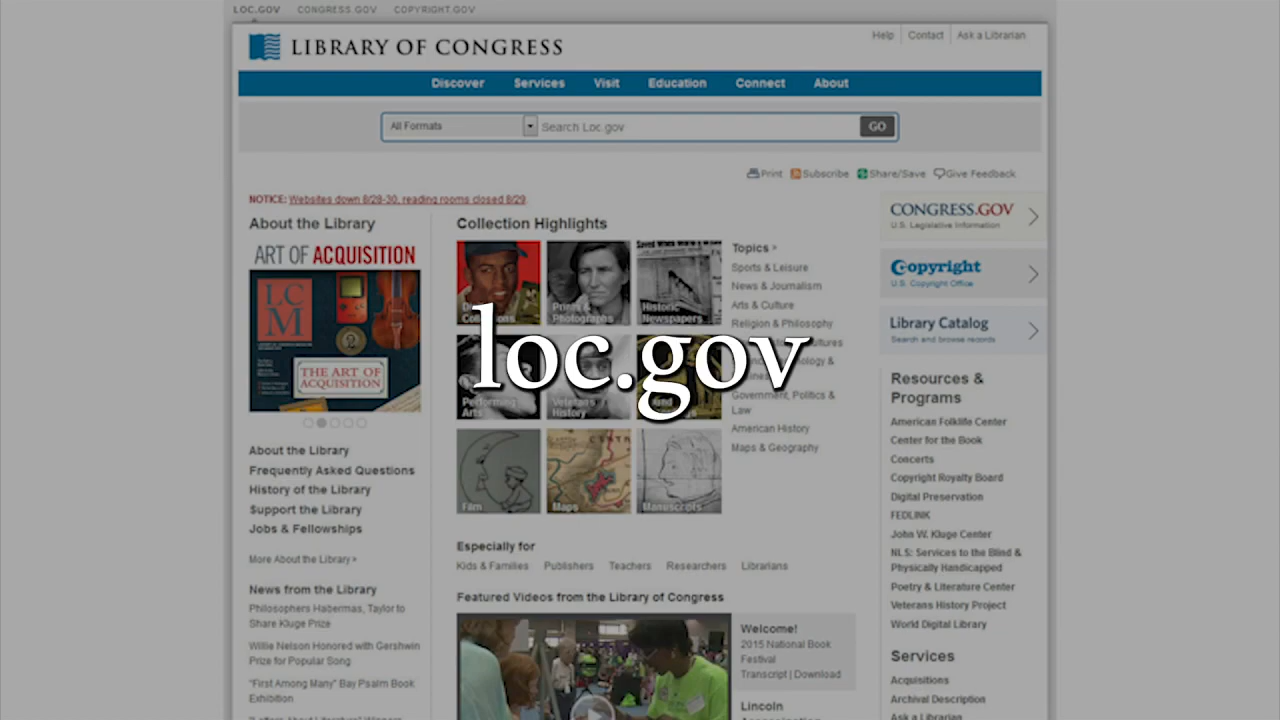 LOC.GOV CONGRESS.GOV COPYRIGHT.GOV
LIBRARY OF CONGRESS
Help Contact Ask a Librarian
Discover Services Visit Education Connect About
All Formats Search Loc.gov GO
Print Subscribe Share/Save Give Feedback
NOTICE: Websites down 8/28-30, reading rooms closed 8/29.
About the Library
ART OF ACQUISITION
LC
M
THE ART OF
ACQUISITION
About the Library
Frequently Asked Questions
History of the Library
Support the Library
Jobs & Fellowships
More About the Library >
News from the Library
Philosophers Habermas, Taylor to
Share Kluge Prize
Willie Nelson Honored with Gershwin
Prize for Popular Song
"First Among Many" Bay Psalm Book
Exhibition
Collection Highlights
Prints &
Photographs
Historic
Newspapers
loc.gov
Performing
Arts
Veterans
History
Film
Maps
Manuscripts
Topics >
Sports & Leisure
News & Journalism
Arts & Culture
Religion & Philosophy
Government, Politics &
Law
American History
Maps & Geography
Especially for
Kids & Families Publishers Teachers Researchers Librarians
Featured Videos from the Library of Congress
Welcome!
2015 National Book
Festival
Transcript | Download
Lincoln
CONGRESS.GOV
U.S. Legislative Information
Copyright
U.S. Copyright Office
Library Catalog
Search and browse records
Resources &
Programs
American Folklife Center
Center for the Book
Concerts
Copyright Royalty Board
Digital Preservation
FEDLINK
John W. Kluge Center
NLS: Services to the Blind &
Physically Handicapped
Poetry & Literature Center
Veterans History Project
World Digital Library
Services
Acquisitions
Archival Description
Ask a Librarian